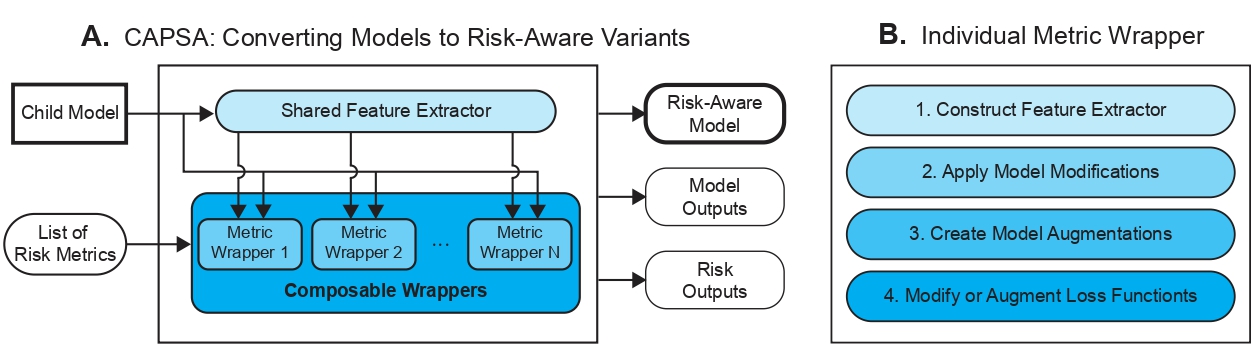 A. CAPSA: Converting Models to Risk-Aware Variants
Child Model
List of
Risk Metrics
Shared Feature Extractor
Metric
Wrapper 1
Metric
Wrapper 2
...
Metric
Wrapper N
Composable Wrappers
Risk-Aware
Model
Model
Outputs
Risk
Outputs
B. Individual Metric Wrapper
1. Construct Feature Extractor
2. Apply Model Modifications
3. Create Model Augmentations
4. Modify or Augment Loss Functionts